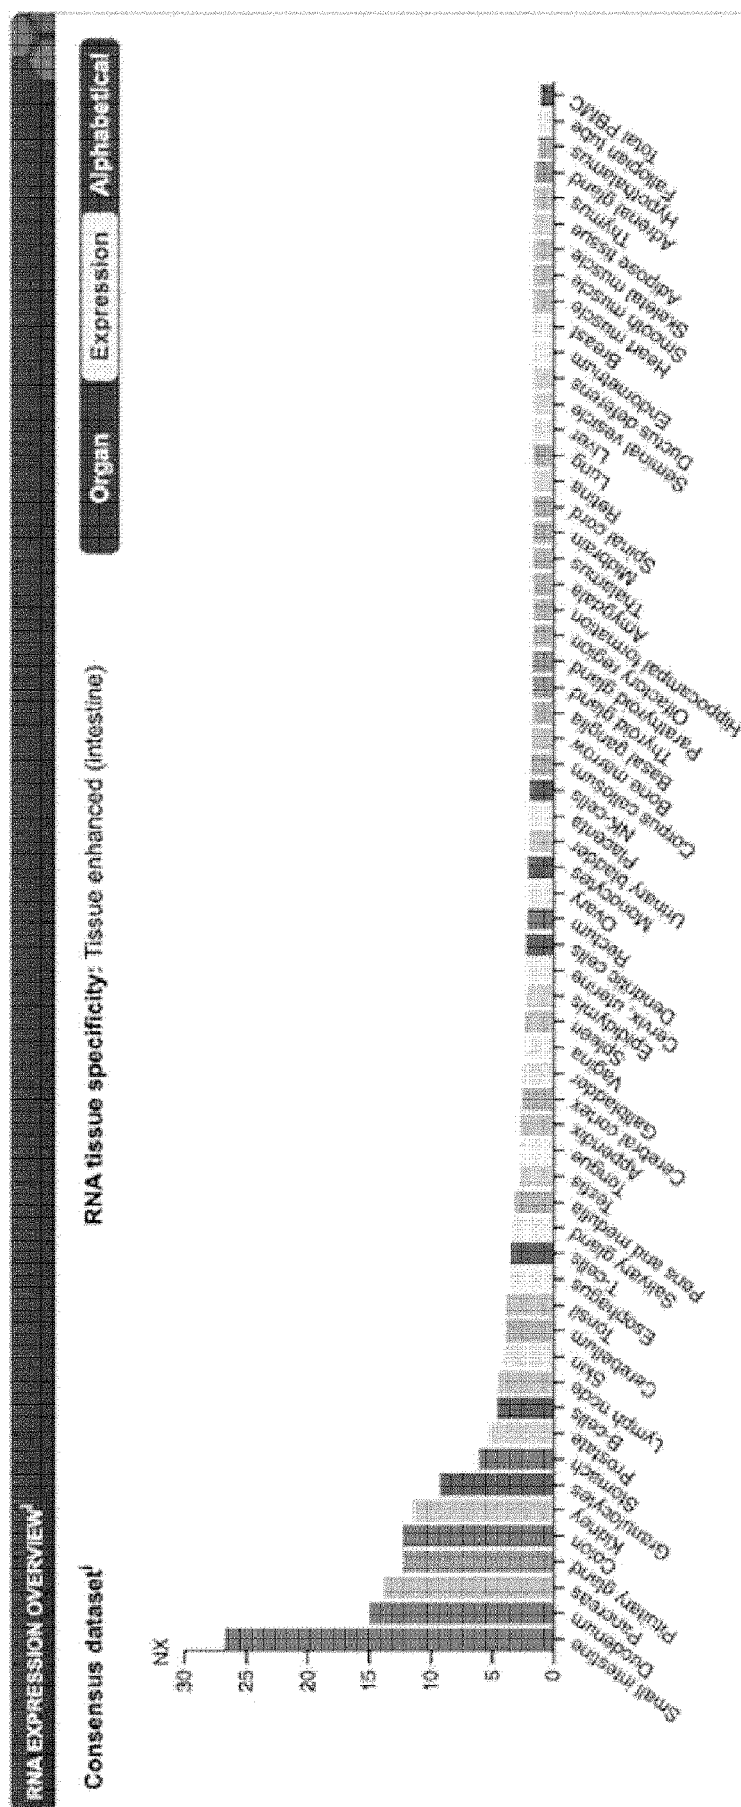 RNA EXPRESSION OVERVIEWⁱ
Consensus datasetⁱ
RNA tissue specificity: Tissue enhanced (intestine)
Organ Expression Alphabetical
NX
30
25
20
15
10
5
0
Small intestine
Duodenum
Pancreas
Pituitary gland
Colon
Kidney
Granulocytes
Stomach
Prostate
B-cells
Lymph node
Skin
Cerebellum
Tonsil
Esophagus
T-cells
Salivary gland
Pons and medulla
Testis
Tongue
Appendix
Cerebral cortex
Gallbladder
Vagina
Spleen
Epididymis
Cervix, uterine
Dendritic cells
Rectum
Ovary
Monocytes
Urinary bladder
Placenta
NK-cells
Corpus callosum
Bone marrow
Basal ganglia
Thyroid gland
Parathyroid gland
Olfactory region
Hippocampal formation
Amygdala
Thalamus
Midbrain
Spinal cord
Retina
Lung
Liver
Seminal vesicle
Ductus deferens
Endometrium
Breast
Heart muscle
Smooth muscle
Skeletal muscle
Adipose tissue
Thymus
Adrenal gland
Hypothalamus
Fallopian tube
Total PBMC